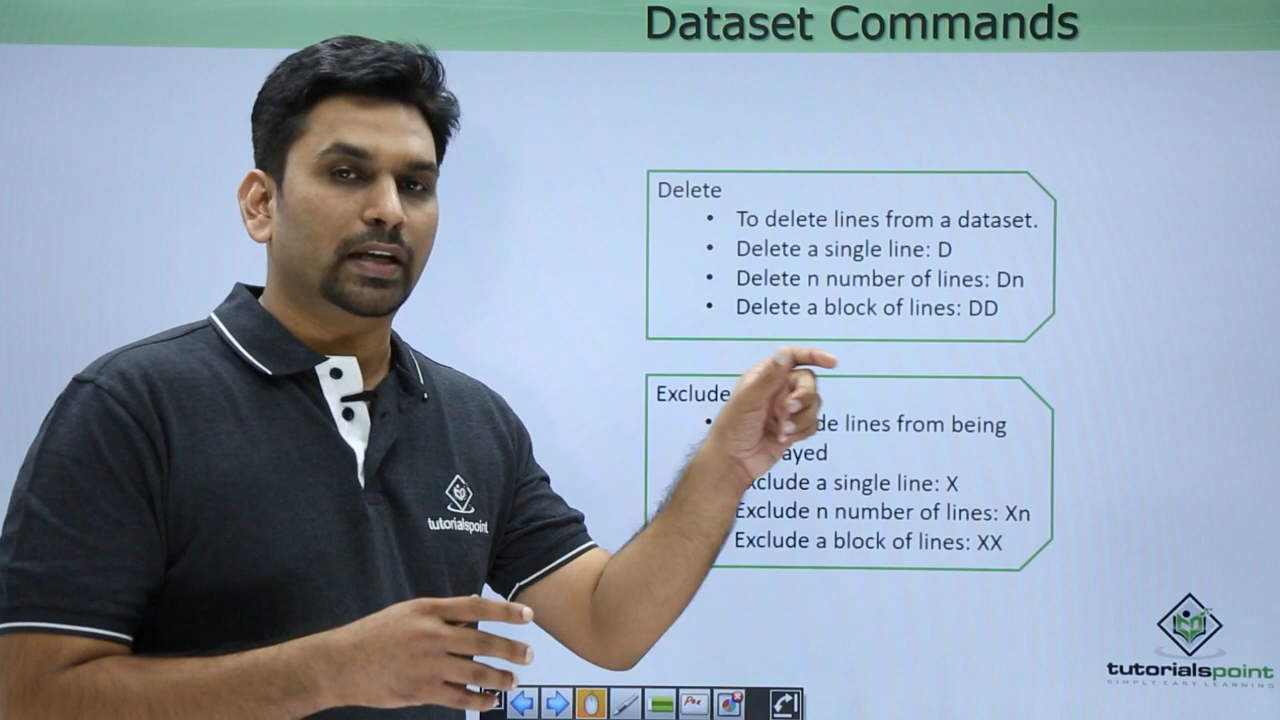 Dataset Commands
Delete
• To delete lines from a dataset.
• Delete a single line: D
• Delete n number of lines: Dn
• Delete a block of lines: DD
Exclude
• lines from being
Exclude a single line: X
Exclude n number of lines: Xn
Exclude a block of lines: XX
tutorialspoint
tutorialspoint
SIMPLY EASY LEARNING